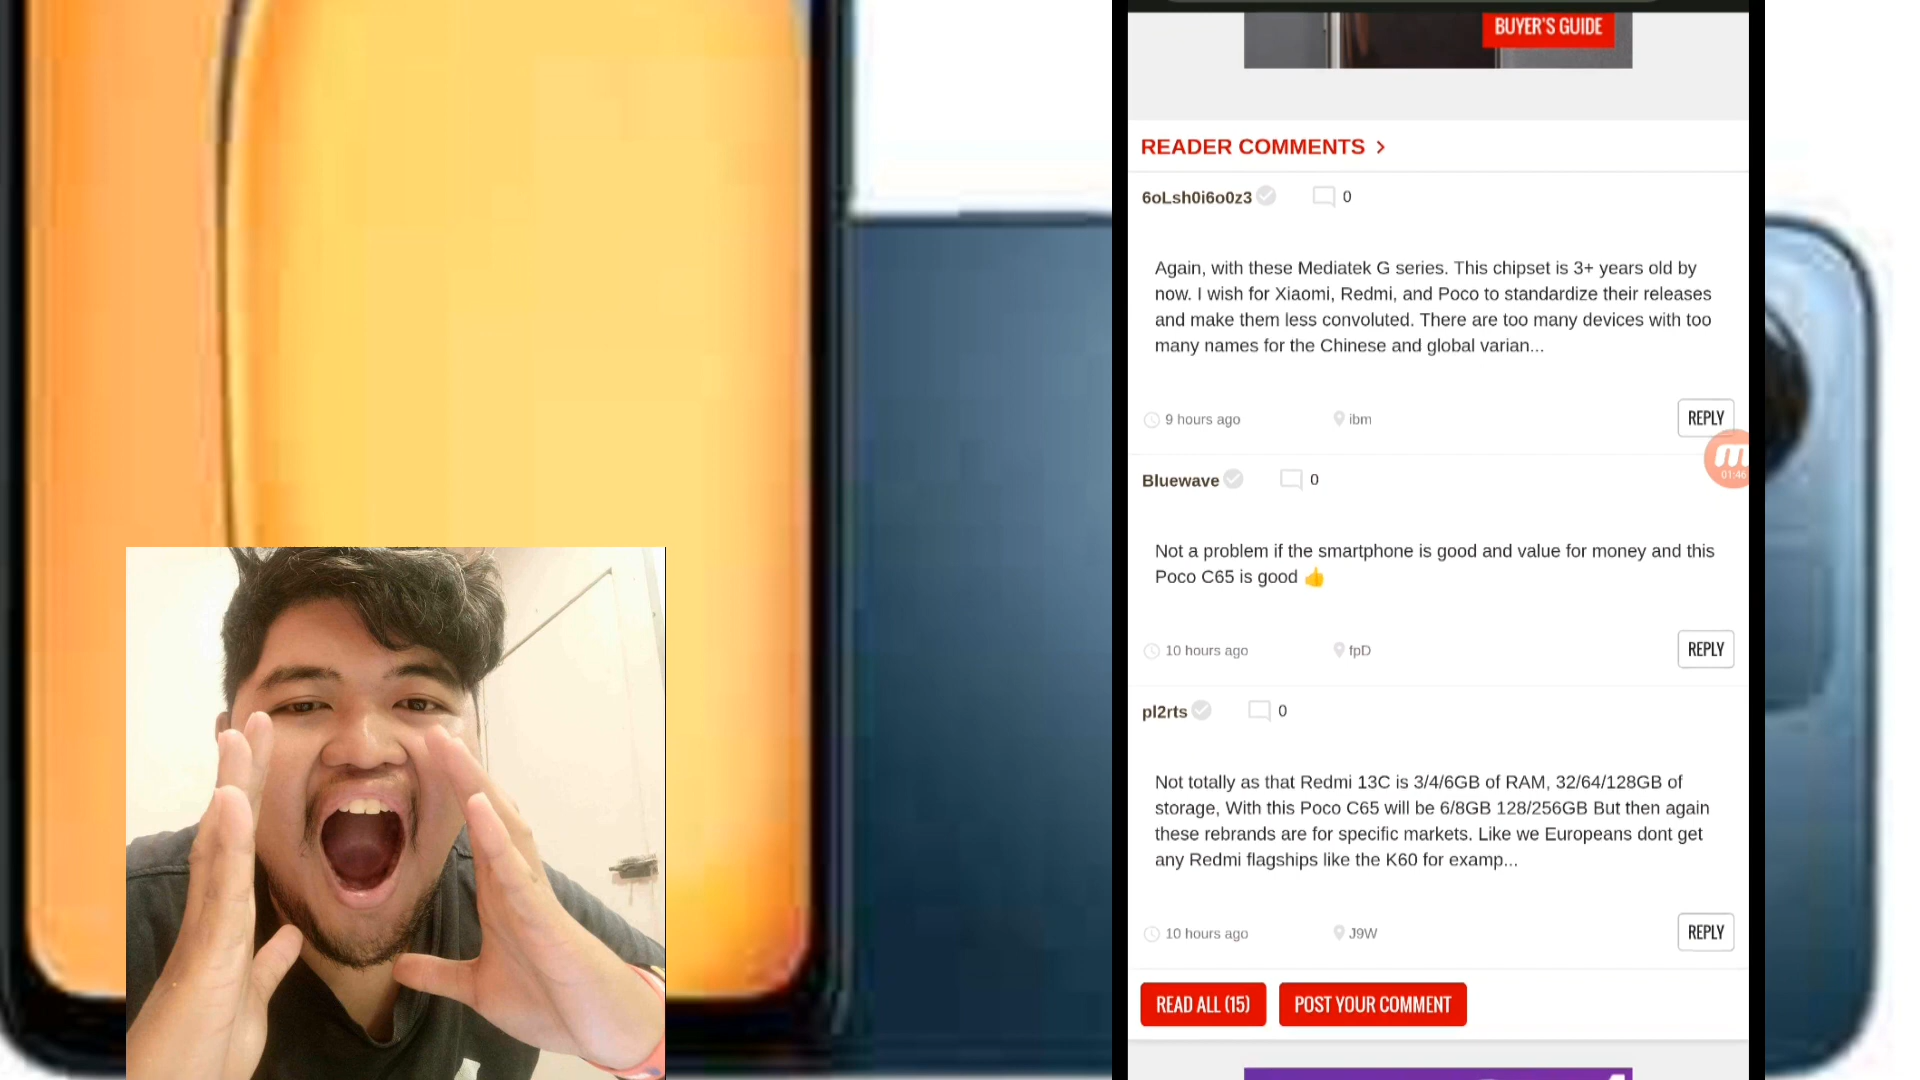 BUYER'S GUIDE
READER COMMENTS >
6oLsh0i6o0z3 0
Again, with these Mediatek G series. This chipset is 3+ years old by
now. I wish for Xiaomi, Redmi, and Poco to standardize their releases
and make them less convoluted. There are too many devices with too
many names for the Chinese and global varian...
9 hours ago ibm REPLY
01:46
Bluewave 0
Not a problem if the smartphone is good and value for money and this
Poco C65 is good 👍
10 hours ago fpD REPLY
pl2rts 0
Not totally as that Redmi 13C is 3/4/6GB of RAM, 32/64/128GB of
storage, With this Poco C65 will be 6/8GB 128/256GB But then again
these rebrands are for specific markets. Like we Europeans dont get
any Redmi flagships like the K60 for examp...
10 hours ago J9W REPLY
READ ALL (15) POST YOUR COMMENT